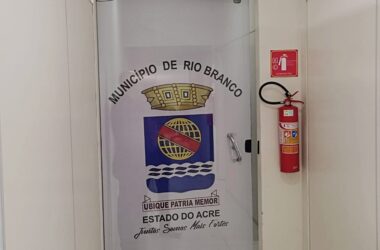 MUNICÍPIO DE RIO BRANCO
UBIQUE PATRIA MEMOR
ESTADO DO ACRE
Juntos Somos Mais Fortes